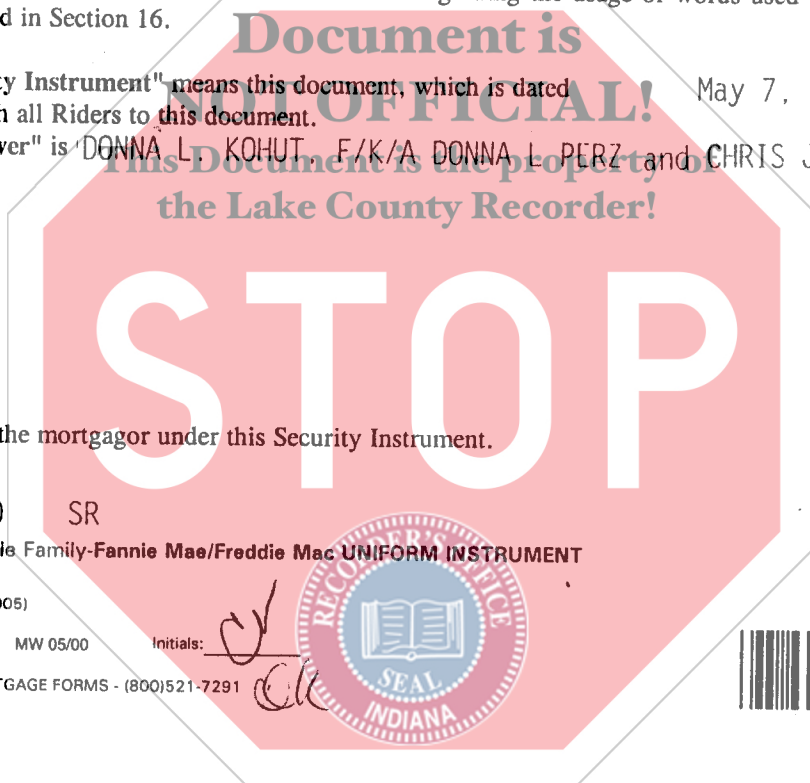 d in Section 16.
Document is
ty Instrument" means this document, which is dated May 7,
NOT OFFICIAL!
h all Riders to this document.
wer" is DONNA L. KOHUT, F/K/A DONNA L PERZ and CHRIS J
This Document is the property of
the Lake County Recorder!
STOP
the mortgagor under this Security Instrument.
SR
le Family-Fannie Mae/Freddie Mac UNIFORM INSTRUMENT
005)
MW 05/00 Initials:
TGAGE FORMS - (800)521-7291
RECORDER'S OFFICE
SEAL
INDIANA